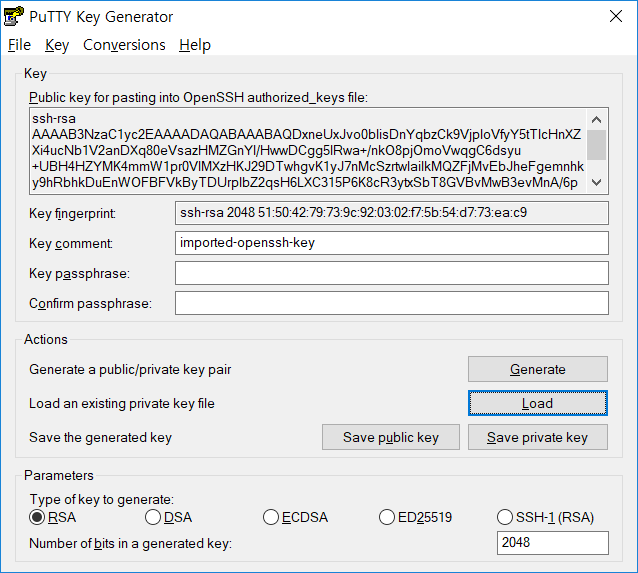 PuTTY Key Generator
File Key Conversions Help
Key
Public key for pasting into OpenSSH authorized_keys file:
ssh-rsa
AAAAB3NzaC1yc2EAAAADAQABAAABAQDxneUxJvo0bIisDnYqbzCk9VjpIoVfyY5tTIcHnXZ
Xi4ucNb1V2anDXq80eVsazHMZGnYl/HwwDCgg5lRwa+/nkO8pjOmoVwqgC6dsyu
+UBH4HZYMK4mmW1pr0VlMXzHKJ29DTwhgvK1yJ7nMcSzrtwIaiIkMQZFjMvEbJheFgemnhk
y9hRbhkDuEnWOFBFVkByTDUrpIbZ2qsH6LXC315P6K8cR3ytxSbT8GVBvMwB3evMnA/6p
Key fingerprint: ssh-rsa 2048 51:50:42:79:73:9c:92:03:02:f7:5b:54:d7:73:ea:c9
Key comment: imported-openssh-key
Key passphrase:
Confirm passphrase:
Actions
Generate a public/private key pair Generate
Load an existing private key file Load
Save the generated key Save public key Save private key
Parameters
Type of key to generate:
RSA DSA ECDSA ED25519 SSH-1 (RSA)
Number of bits in a generated key: 2048